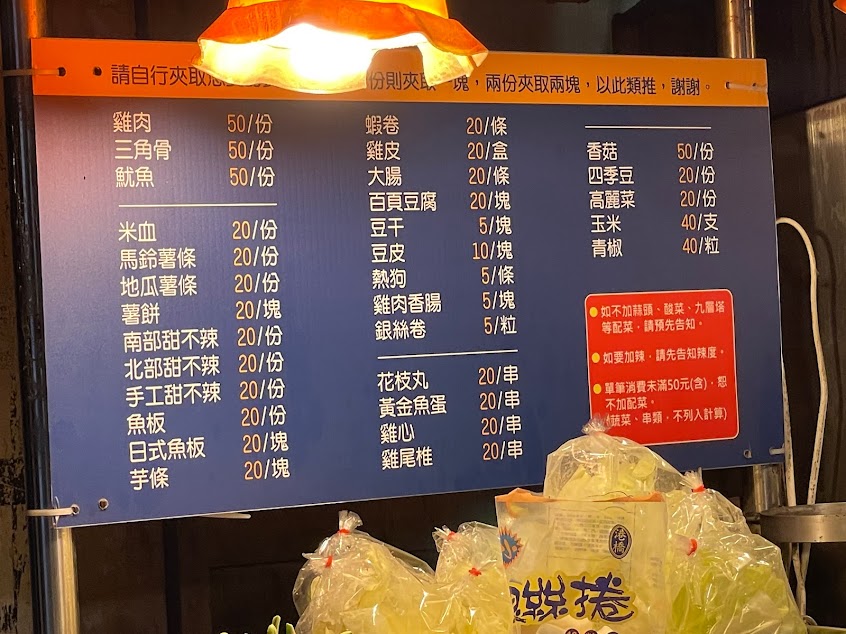 請自行夾取
份則夾取一塊，兩份夾取兩塊，以此類推，謝謝。
雞肉 50/份
三角骨 50/份
魷魚 50/份
米血 20/份
馬鈴薯條 20/份
地瓜薯條 20/份
薯餅 20/塊
南部甜不辣 20/份
北部甜不辣 20/份
手工甜不辣 20/份
魚板 20/份
日式魚板 20/塊
芋條 20/塊
蝦卷 20/條
雞皮 20/盒
大腸 20/條
百頁豆腐 20/塊
豆干 5/塊
豆皮 10/塊
熱狗 5/條
雞肉香腸 5/塊
銀絲卷 5/粒
花枝丸 20/串
黃金魚蛋 20/串
雞心 20/串
雞尾椎 20/串
香菇 50/份
四季豆 20/份
高麗菜 20/份
玉米 40/支
青椒 40/粒
如不加蒜頭、酸菜、九層塔
等配菜，請預先告知。
如要加辣，請先告知辣度。
單筆消費未滿50元(含)，恕
不加配菜。
(蔬菜、串類，不列入計算)
港橋
絲捲